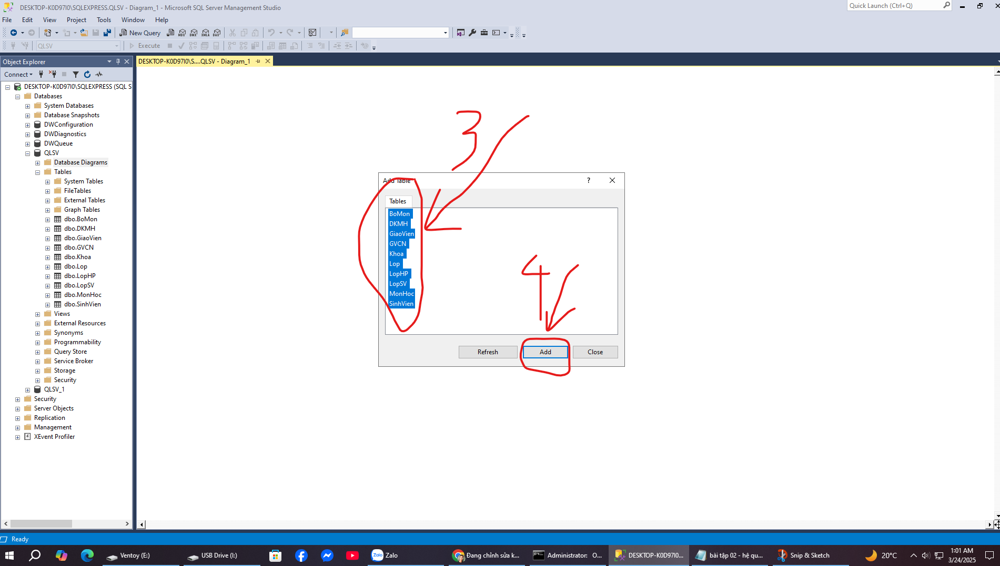 DESKTOP-K0D97I0\SQLEXPRESS.QLSV - Diagram_1 - Microsoft SQL Server Management Studio
Quick Launch (Ctrl+Q)
File Edit View Project Tools Window Help
New Query
MDX DMX XMLA DAX
QLSV
Execute
Object Explorer
DESKTOP-K0D97I0\S....QLSV - Diagram_1
Connect
DESKTOP-K0D97I0\SQLEXPRESS (SQL S
Databases
System Databases
Database Snapshots
DWConfiguration
DWDiagnostics
DWQueue
QLSV
Database Diagrams
Tables
System Tables
FileTables
External Tables
Graph Tables
dbo.BoMon
dbo.DKMH
dbo.GiaoVien
dbo.GVCN
dbo.Khoa
dbo.Lop
dbo.LopHP
dbo.LopSV
dbo.MonHoc
dbo.SinhVien
Views
External Resources
Synonyms
Programmability
Query Store
Service Broker
Storage
Security
QLSV_1
Security
Server Objects
Replication
Management
XEvent Profiler
3
Add Table
?
Tables
BoMon
DKMH
GiaoVien
GVCN
Khoa
Lop
LopHP
LopSV
MonHoc
SinhVien
4
Refresh Add Close
Ready
Ventoy (E:)
USB Drive (I:)
Zalo
Zalo
Đang chỉnh sửa k...
Administrator: O...
DESKTOP-K0D97I0...
bài tập 02 - hệ qu...
Snip & Sketch
20°C
1:01 AM
3/24/2025